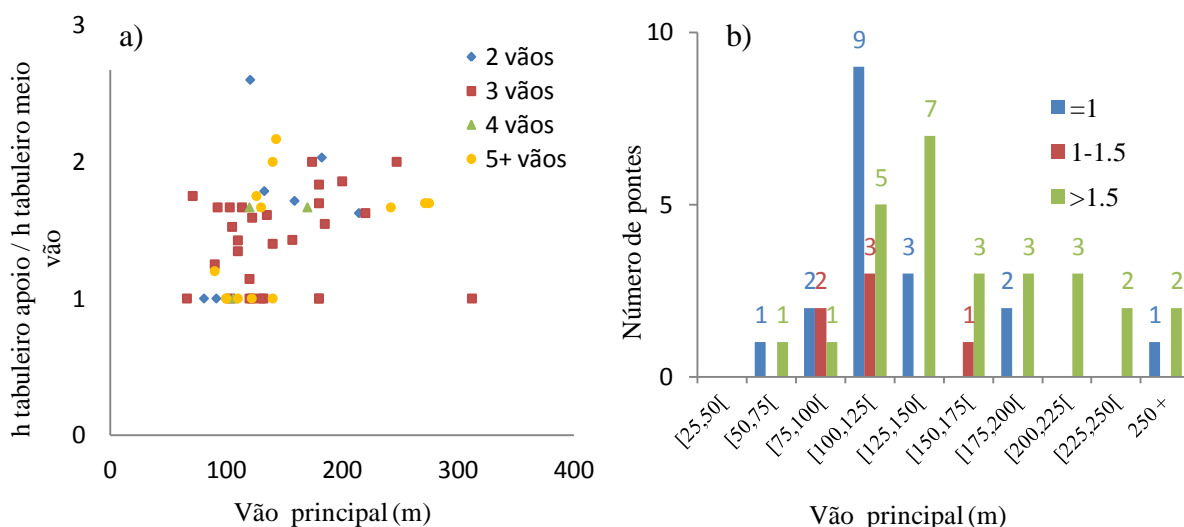 a)
3
2
1
0
h tabuleiro apoio / h tabuleiro meio
vão
2 vãos
3 vãos
4 vãos
5+ vãos
0 100 200 300 400
Vão principal (m)
b)
10
5
0
Número de pontes
=1
1-1.5
>1.5
1 1
2 2 1
9 3 5
3 7
1 3
2 3
3
2
1 2
[25,50[
[50,75[
[75,100[
[100,125[
[125,150[
[150,175[
[175,200[
[200,225[
[225,250[
250 +
Vão principal (m)